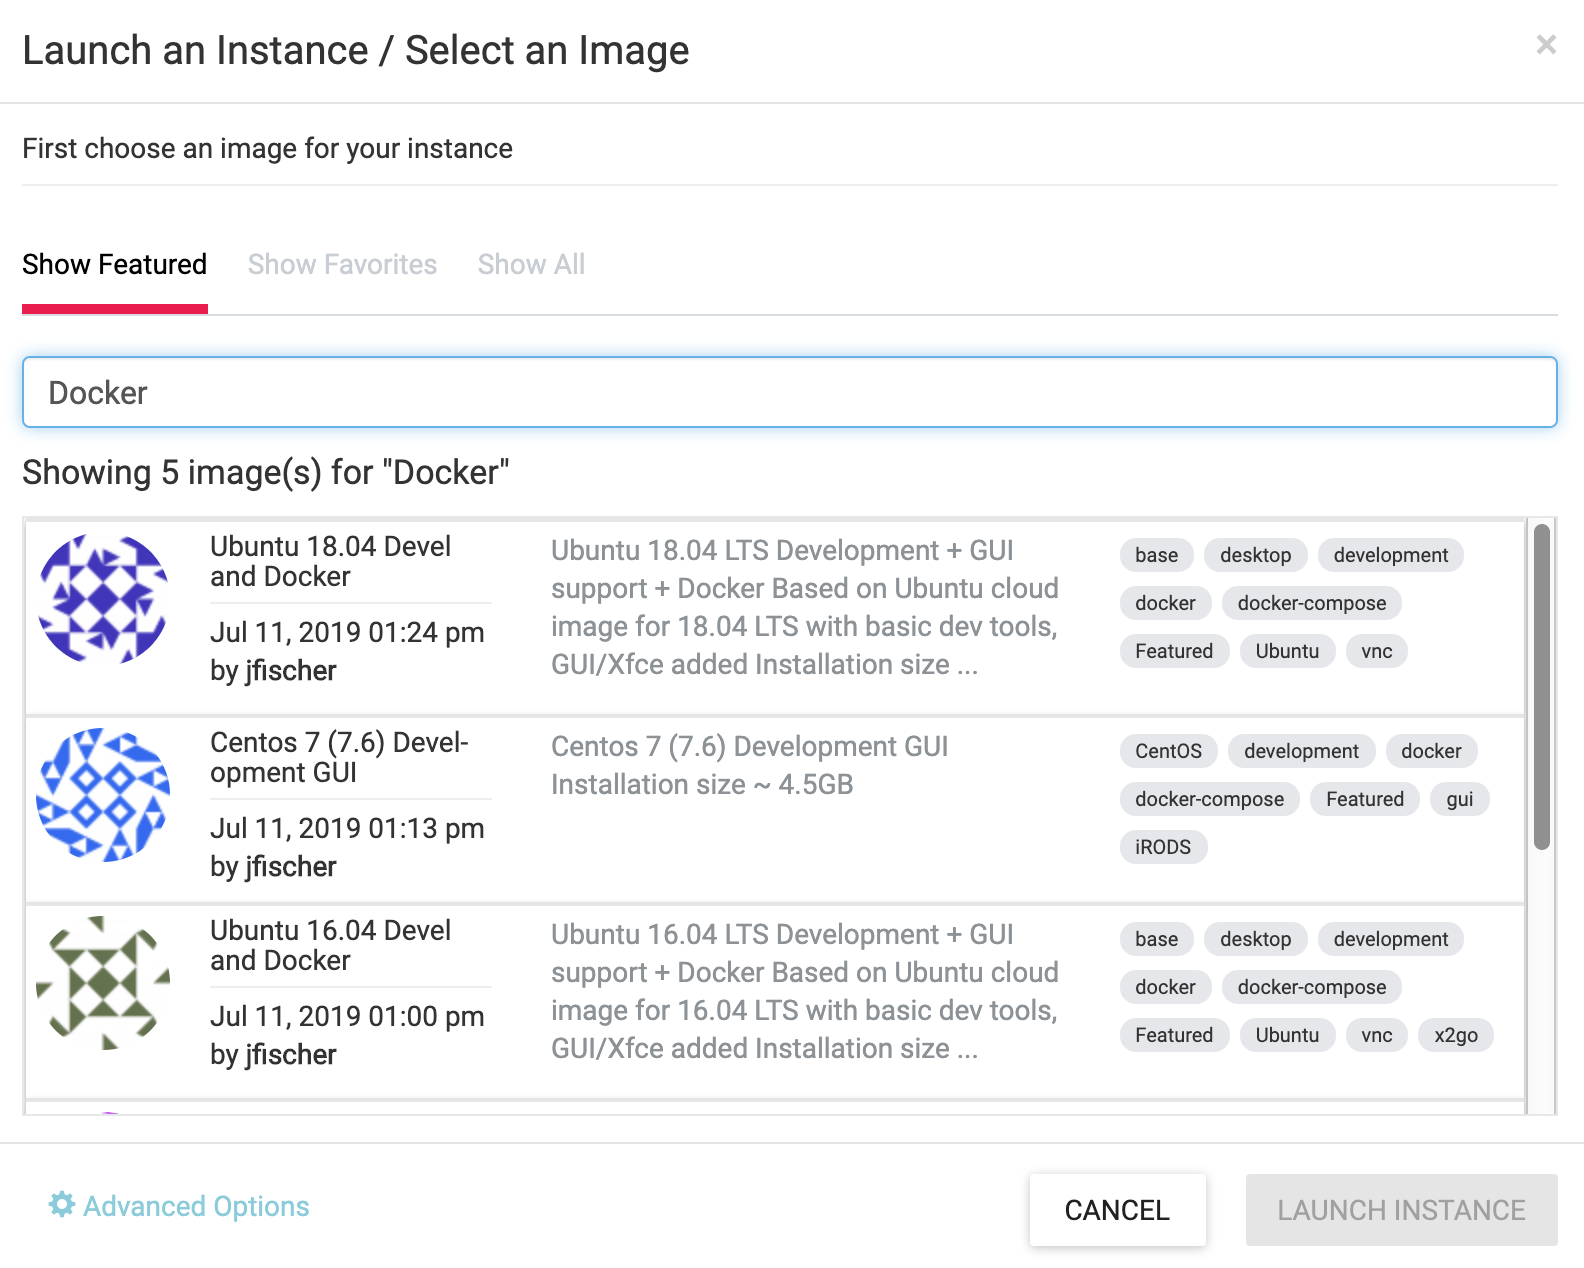 Launch an Instance / Select an Image
×
First choose an image for your instance
Show Featured Show Favorites Show All
Docker
Showing 5 image(s) for "Docker"
Ubuntu 18.04 Devel
and Docker
Jul 11, 2019 01:24 pm
by jfischer
Ubuntu 18.04 LTS Development + GUI
support + Docker Based on Ubuntu cloud
image for 18.04 LTS with basic dev tools,
GUI/Xfce added Installation size ...
base desktop development
docker docker-compose
Featured Ubuntu vnc
Centos 7 (7.6) Devel-
opment GUI
Jul 11, 2019 01:13 pm
by jfischer
Centos 7 (7.6) Development GUI
Installation size ~ 4.5GB
CentOS development docker
docker-compose Featured gui
iRODS
Ubuntu 16.04 Devel
and Docker
Jul 11, 2019 01:00 pm
by jfischer
Ubuntu 16.04 LTS Development + GUI
support + Docker Based on Ubuntu cloud
image for 16.04 LTS with basic dev tools,
GUI/Xfce added Installation size ...
base desktop development
docker docker-compose
Featured Ubuntu vnc x2go
Advanced Options
CANCEL
LAUNCH INSTANCE